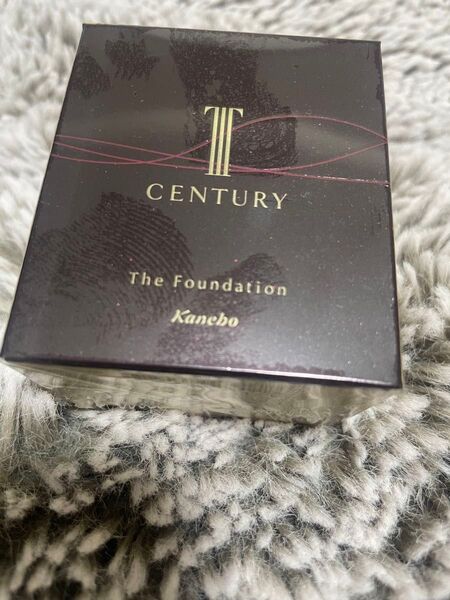 T
CENTURY
The Foundation
Kanebo